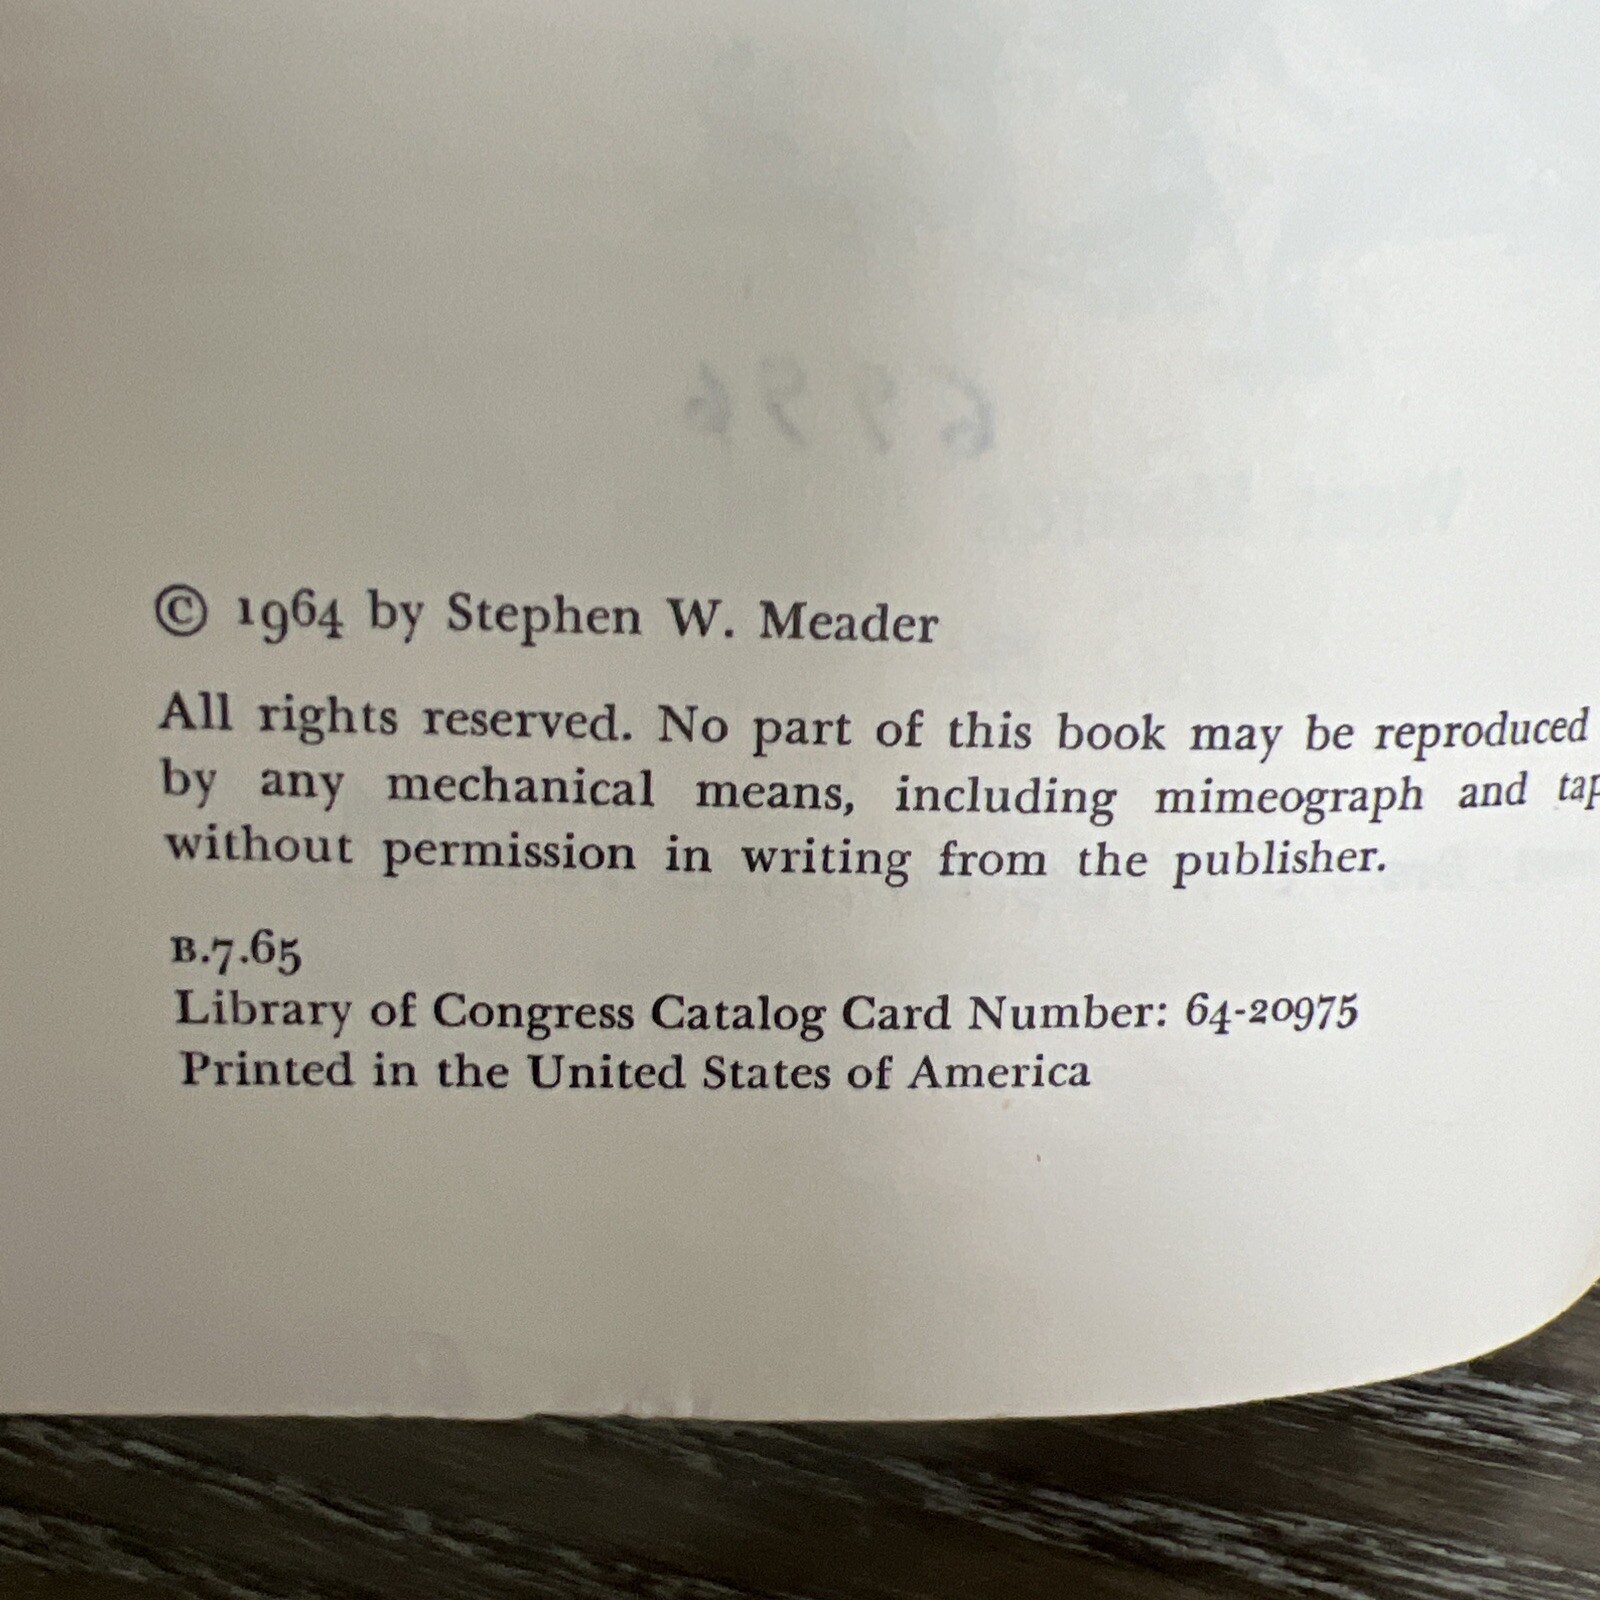 © 1964 by Stephen W. Meader
All rights reserved. No part of this book may be reproduced
by any mechanical means, including mimeograph and tap
without permission in writing from the publisher.
B.7.65
Library of Congress Catalog Card Number: 64-20975
Printed in the United States of America